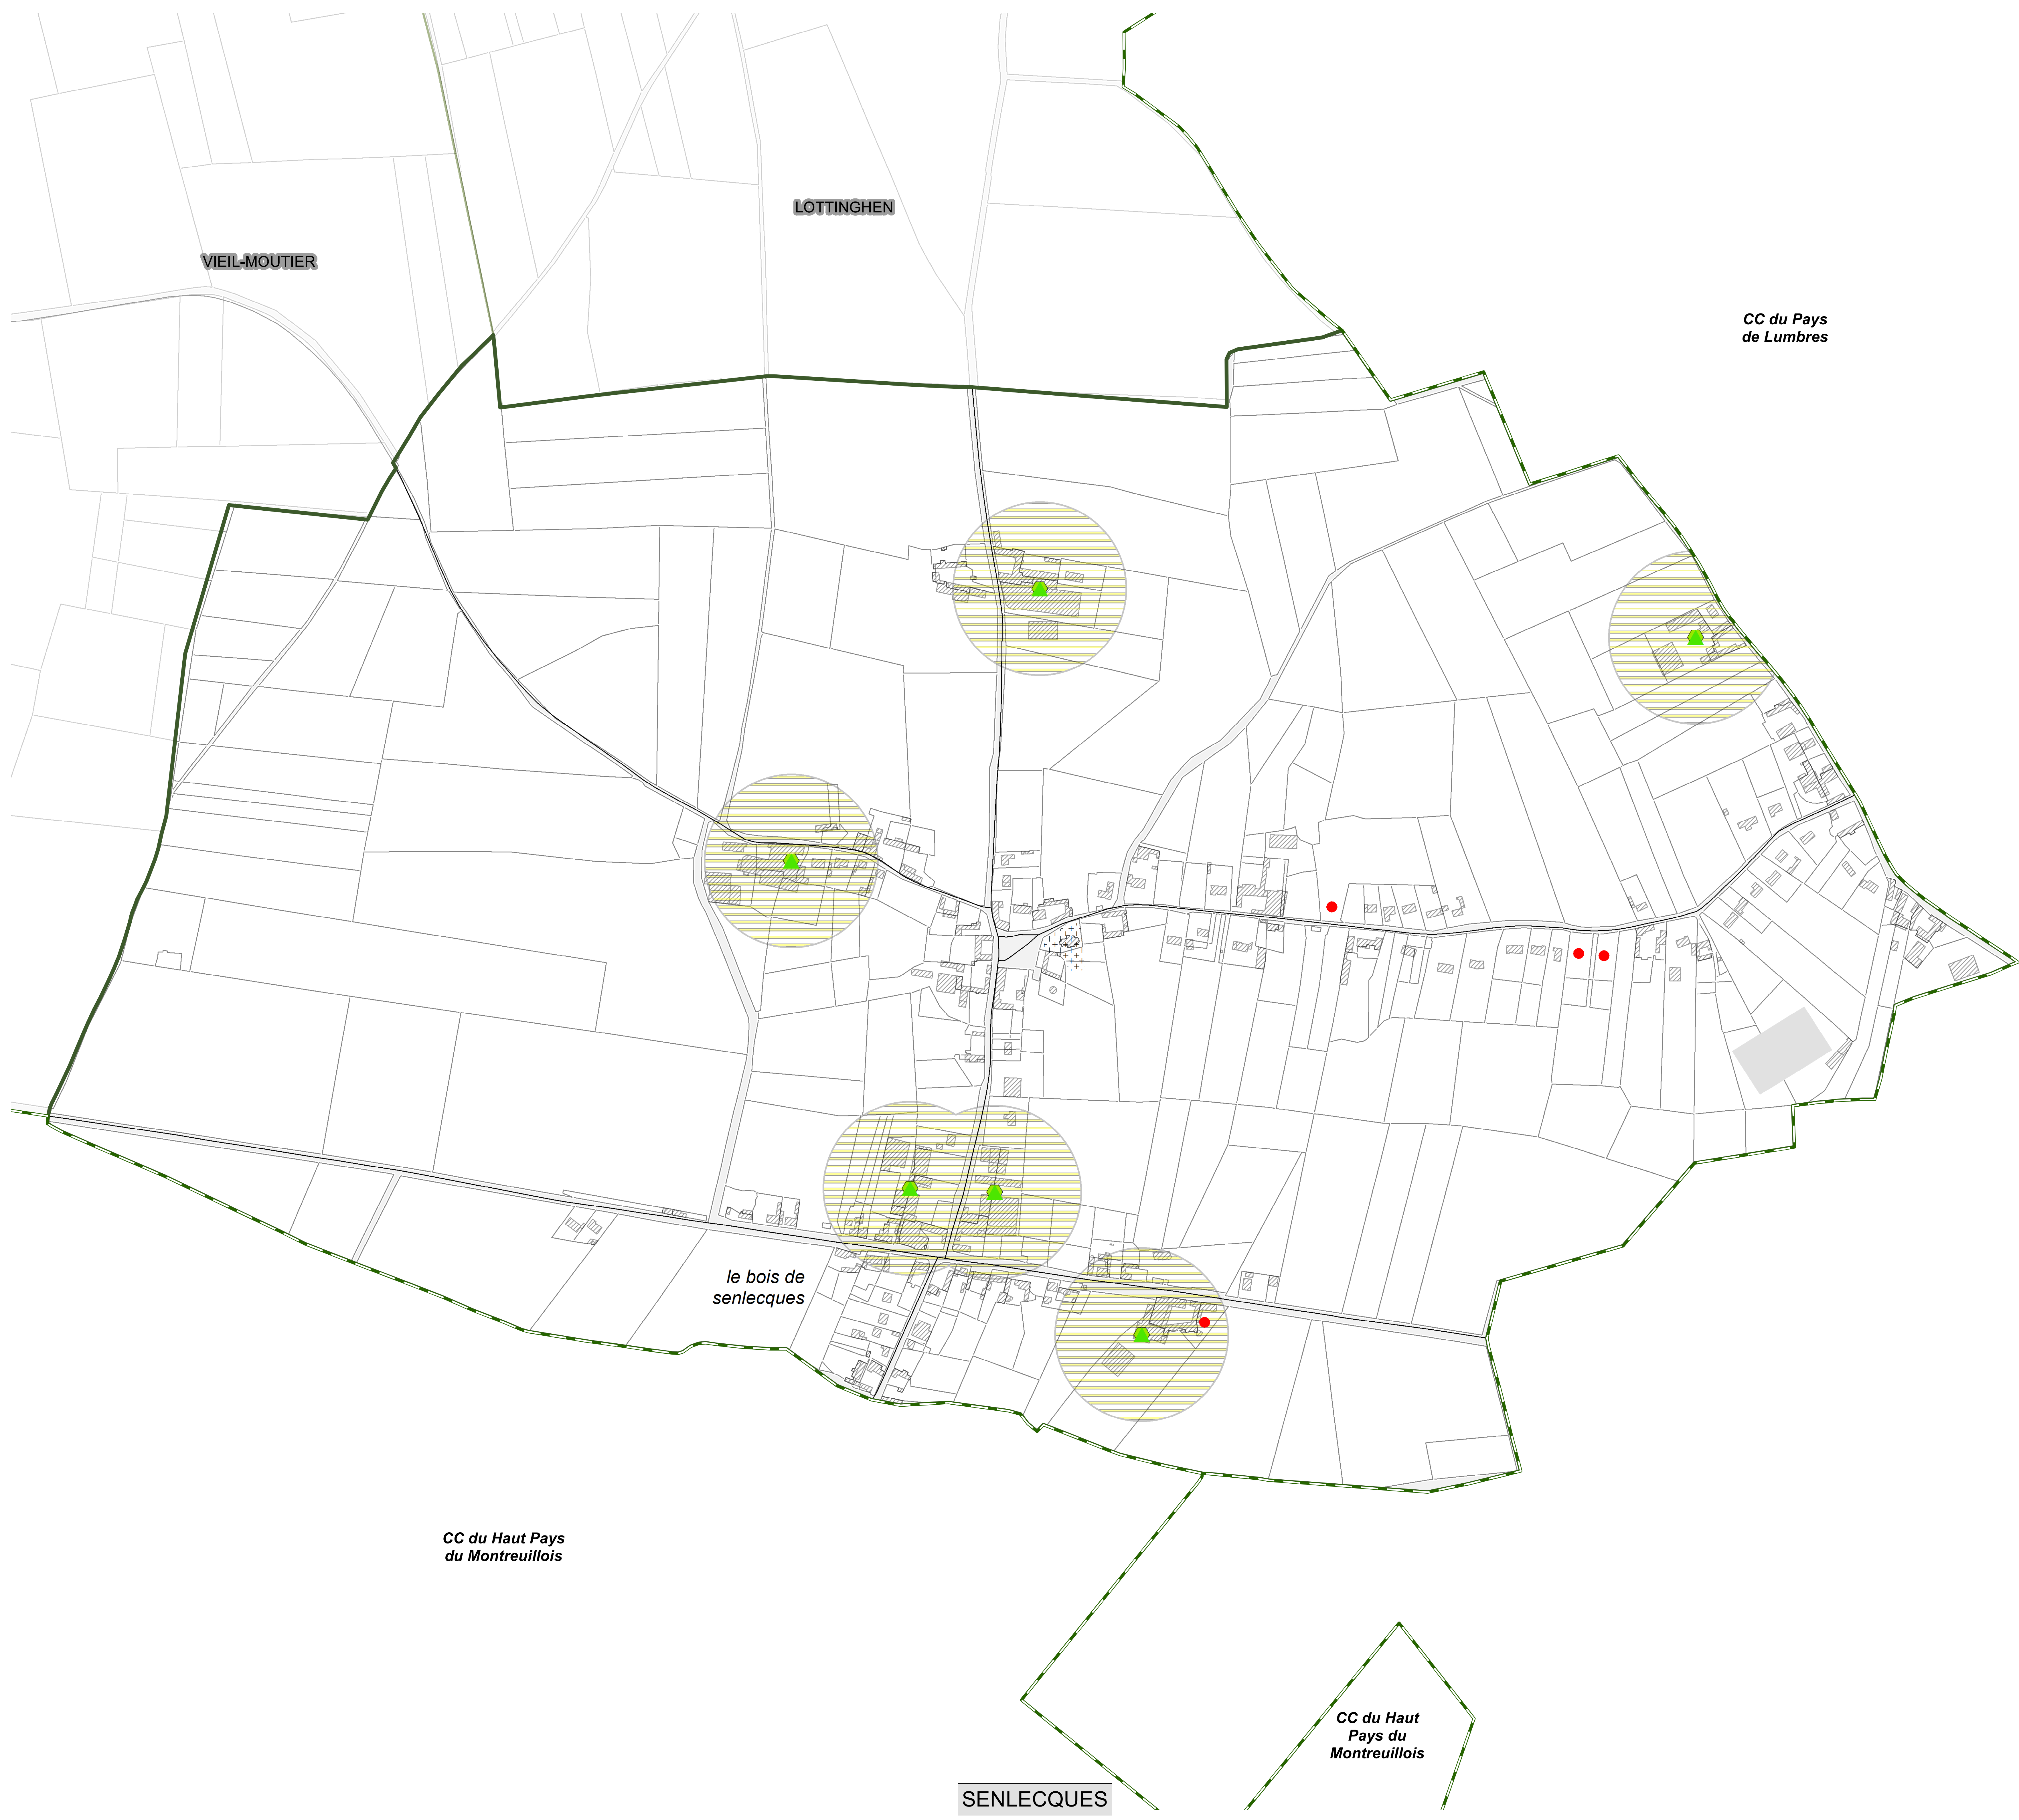 LOTTINGHEN
VIEIL-MOUTIER
CC du Pays
de Lumbres
le bois de
senlecques
CC du Haut Pays
du Montreuillois
CC du Haut
Pays du
Montreuillois
SENLECQUES